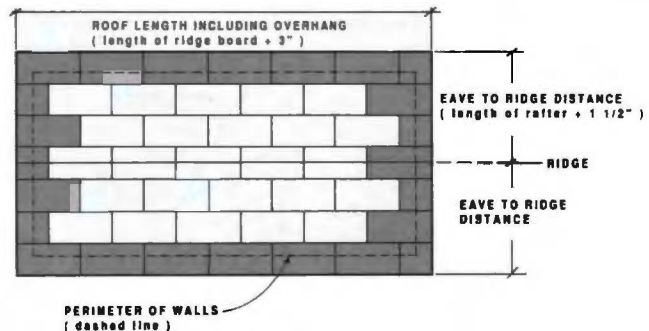 ROOF LENGTH INCLUDING OVERHANG
( length of ridge board + 3" )
EAVE TO RIDGE DISTANCE
( length of rafter + 1 1/2" )
RIDGE
EAVE TO RIDGE
DISTANCE
PERIMETER OF WALLS
( dashed line )